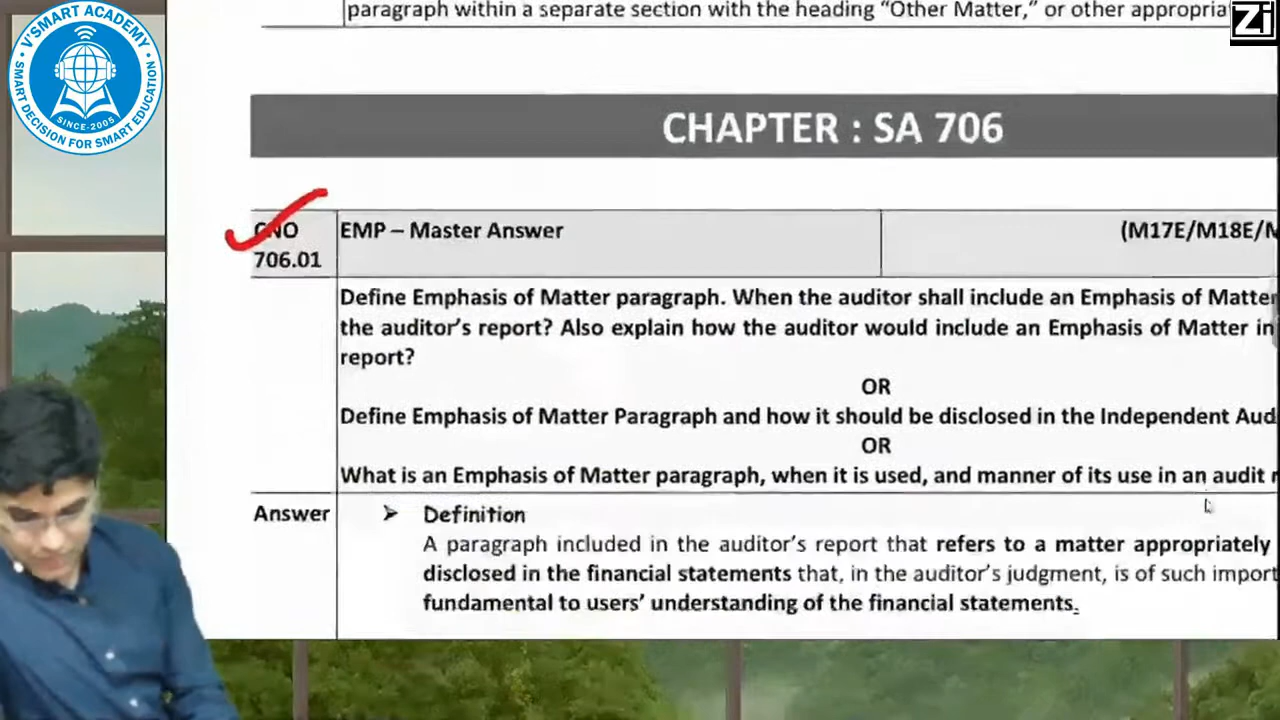 V'SMART ACADEMY
SMART DECISION FOR SMART EDUCATION
SINCE-2005
Zi
paragraph within a separate section with the heading “Other Matter,” or other appropria
CHAPTER : SA 706
706.01
EMP – Master Answer
(M17E/M18E/M
Define Emphasis of Matter paragraph. When the auditor shall include an Emphasis of Matter
the auditor’s report? Also explain how the auditor would include an Emphasis of Matter in
report?
OR
Define Emphasis of Matter Paragraph and how it should be disclosed in the Independent Aud
OR
What is an Emphasis of Matter paragraph, when it is used, and manner of its use in an audit
Answer
➢ Definition
A paragraph included in the auditor’s report that refers to a matter appropriately
disclosed in the financial statements that, in the auditor’s judgment, is of such import
fundamental to users’ understanding of the financial statements.